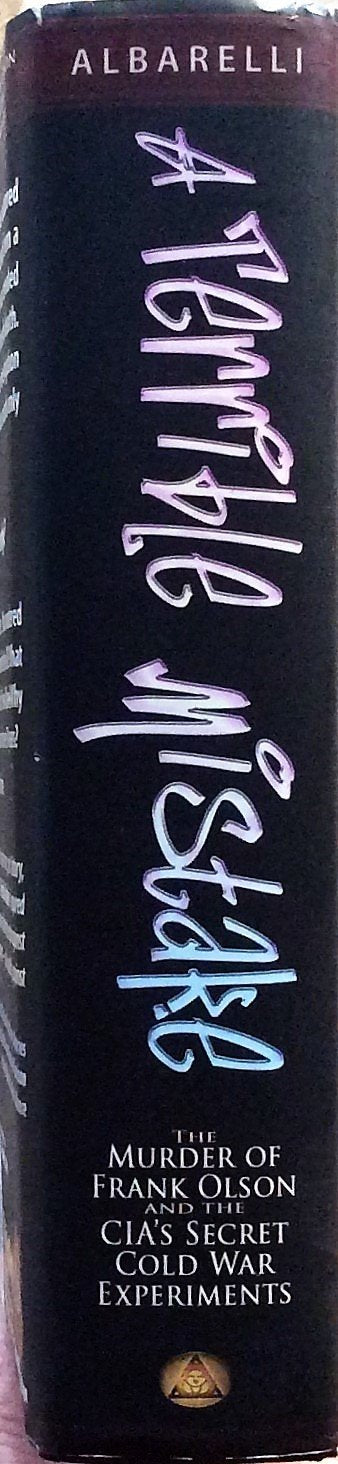 ALBARELLI
A Terrible Mistake
THE
MURDER OF
FRANK OLSON
AND THE
CIA'S SECRET
COLD WAR
EXPERIMENTS